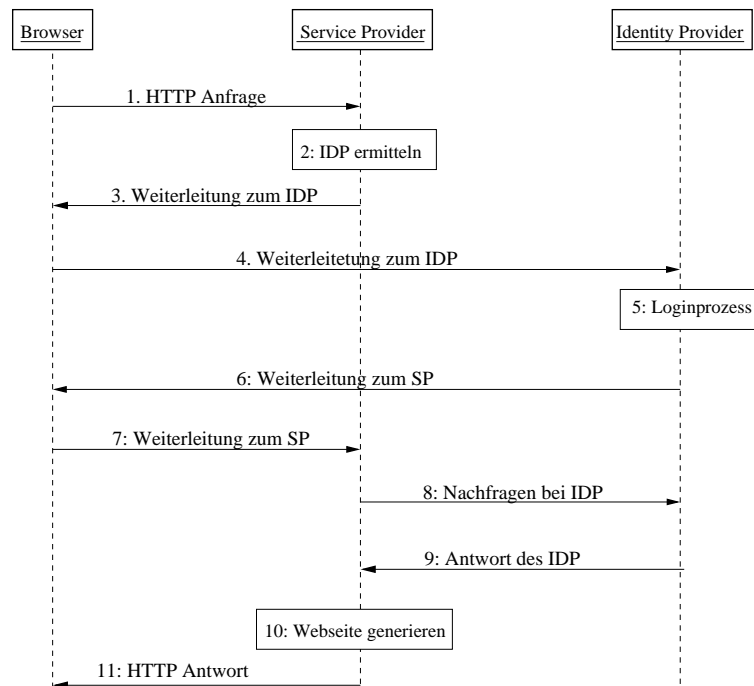 Browser
Service Provider
Identity Provider
1. HTTP Anfrage
2: IDP ermitteln
3. Weiterleitung zum IDP
4. Weiterleitetung zum IDP
5: Loginprozess
6: Weiterleitung zum SP
7: Weiterleitung zum SP
8: Nachfragen bei IDP
9: Antwort des IDP
10: Webseite generieren
11: HTTP Antwort